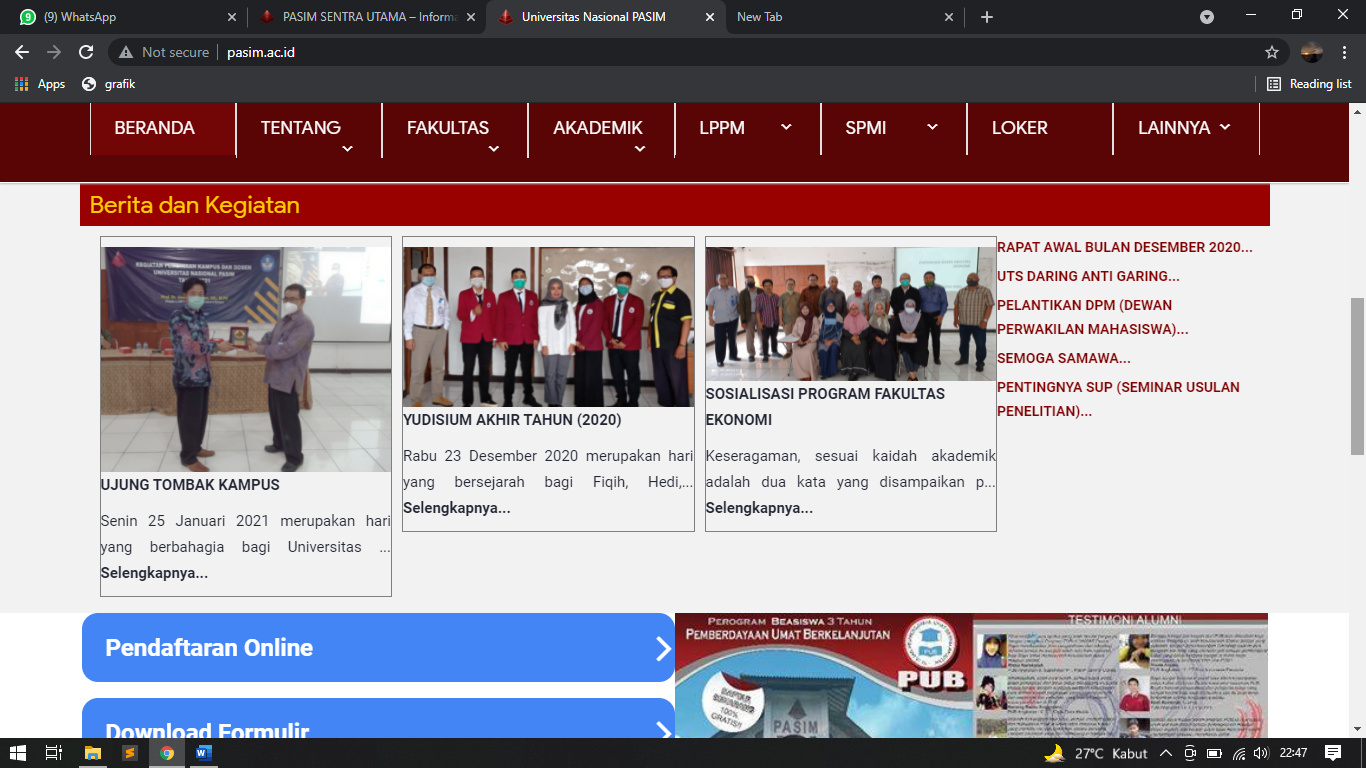 (9) WhatsApp
PASIM SENTRA UTAMA – Informa
Universitas Nasional PASIM
New Tab
Not secure
pasim.ac.id
Apps
grafik
Reading list
BERANDA
TENTANG
FAKULTAS
AKADEMIK
LPPM
SPMI
LOKER
LAINNYA
Berita dan Kegiatan
UNIVERSITAS NASIONAL PASIM
UJUNG TOMBAK KAMPUS
Senin 25 Januari 2021 merupakan hari
yang berbahagia bagi Universitas ...
Selengkapnya...
YUDISIUM AKHIR TAHUN (2020)
Rabu 23 Desember 2020 merupakan hari
yang bersejarah bagi Fiqih, Hedi,...
Selengkapnya...
SOSIALISASI PROGRAM FAKULTAS
EKONOMI
Keseragaman, sesuai kaidah akademik
adalah dua kata yang disampaikan p...
Selengkapnya...
RAPAT AWAL BULAN DESEMBER 2020...
UTS DARING ANTI GARING...
PELANTIKAN DPM (DEWAN
PERWAKILAN MAHASISWA)...
SEMOGA SAMAWA...
PENTINGNYA SUP (SEMINAR USULAN
PENELITIAN)...
Pendaftaran Online
Download Formulir
PEROGRAM BEASISWA 3 TAHUN
PEMBERDAYAAN UMAT BERKELANJUTAN
PUB
100%
GRATIS!!
PASIM
TESTIMONI ALUMNI
27°C Kabut
22:47